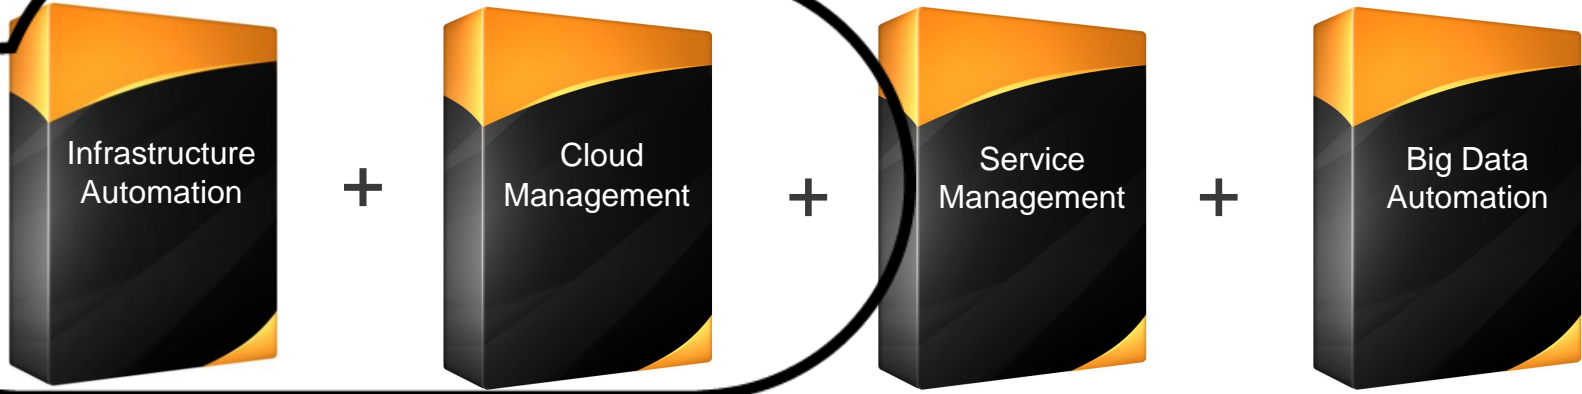 Infrastructure
Automation
+
Cloud
Management
+
Service
Management
+
Big Data
Automation